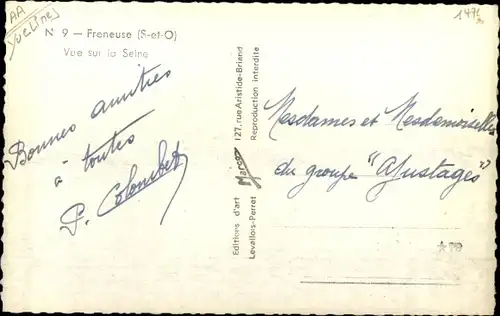 AA
Yvelines
N° 9 — Freneuse (S-et-O)
Vue sur la Seine
Bonnes amitiés
à toutes
P. Colombet
Editions d'art Marco 127, rue Aristide-Briand
Levallois-Perret Reproduction interdite
Mesdames et Mesdemoiselles
du groupe "Ajustages"